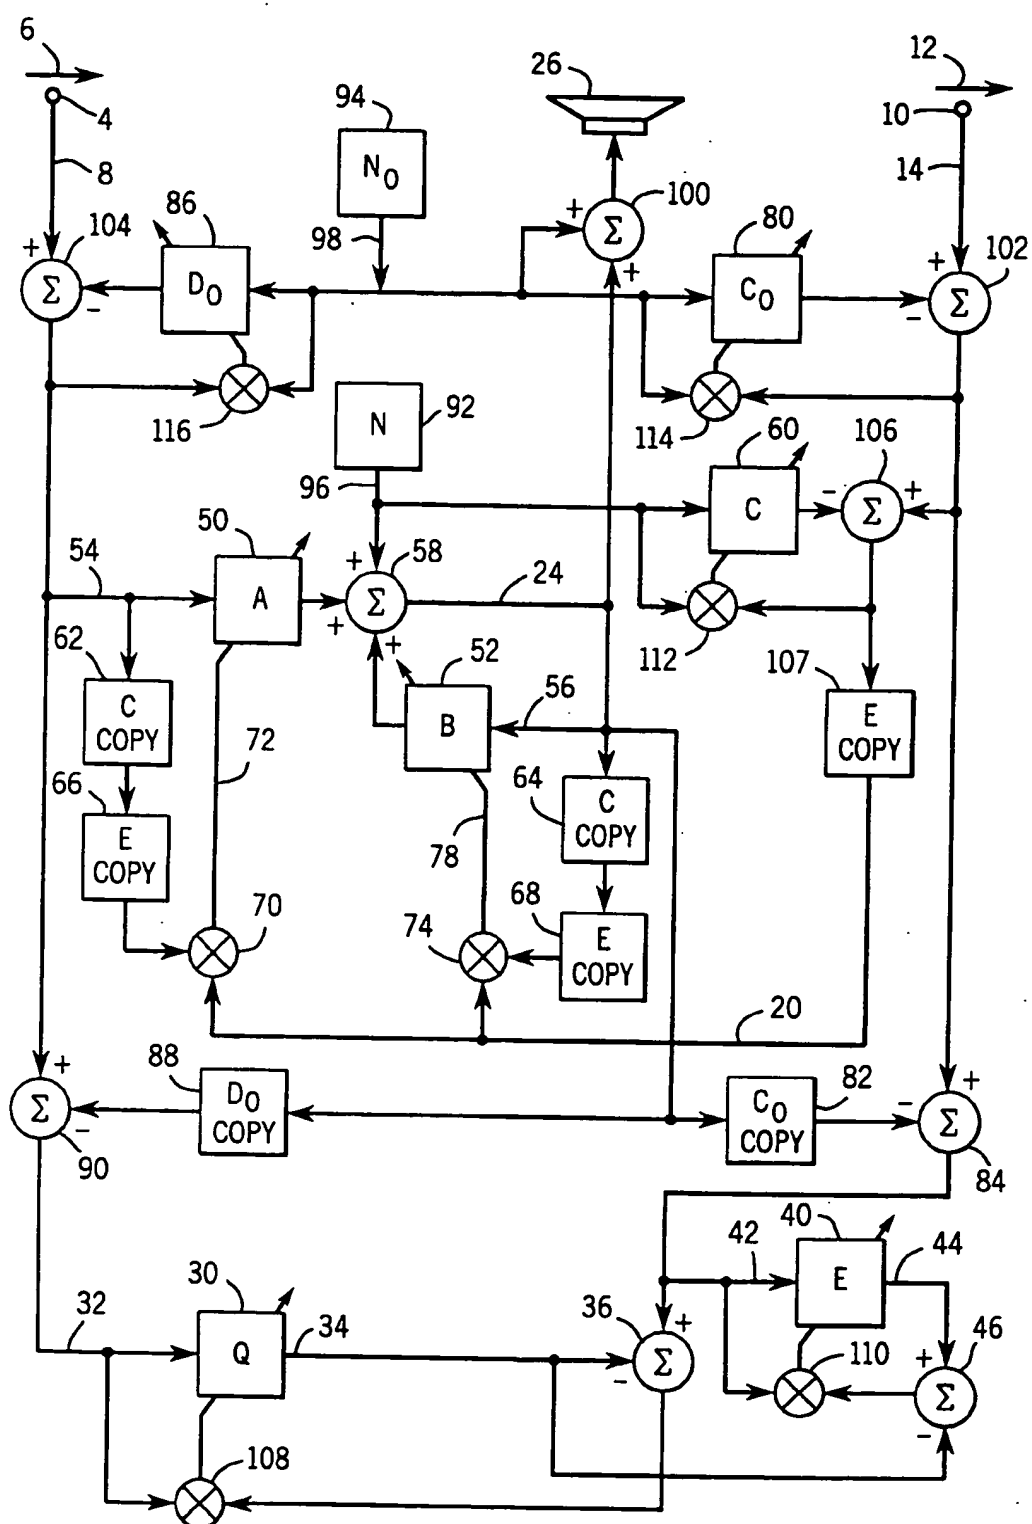 6
4
8
94
N0
98
26
100
+
Σ
+
12
10
14
86
104
+
Σ
-
D0
80
C0
102
+
Σ
-
116
N
92
96
114
60
C
106
-
Σ
+
50
54
A
58
+
Σ
+
+
24
112
62
C
COPY
52
B
56
107
E
COPY
72
66
E
COPY
64
C
COPY
78
70
74
68
E
COPY
20
88
D0
COPY
+
Σ
-
90
82
C0
COPY
+
-
Σ
84
40
42
E
44
30
32
Q
34
36
+
Σ
-
110
46
+
Σ
-
108